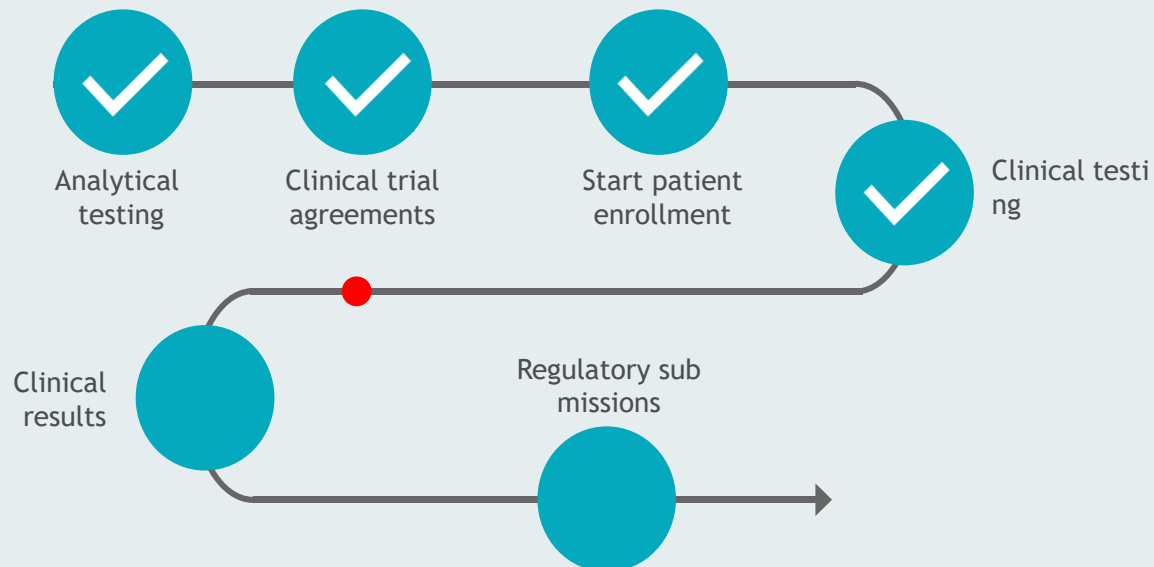 Analytical
testing
Clinical trial
agreements
Start patient
enrollment
Clinical testi
ng
Clinical
results
Regulatory sub
missions